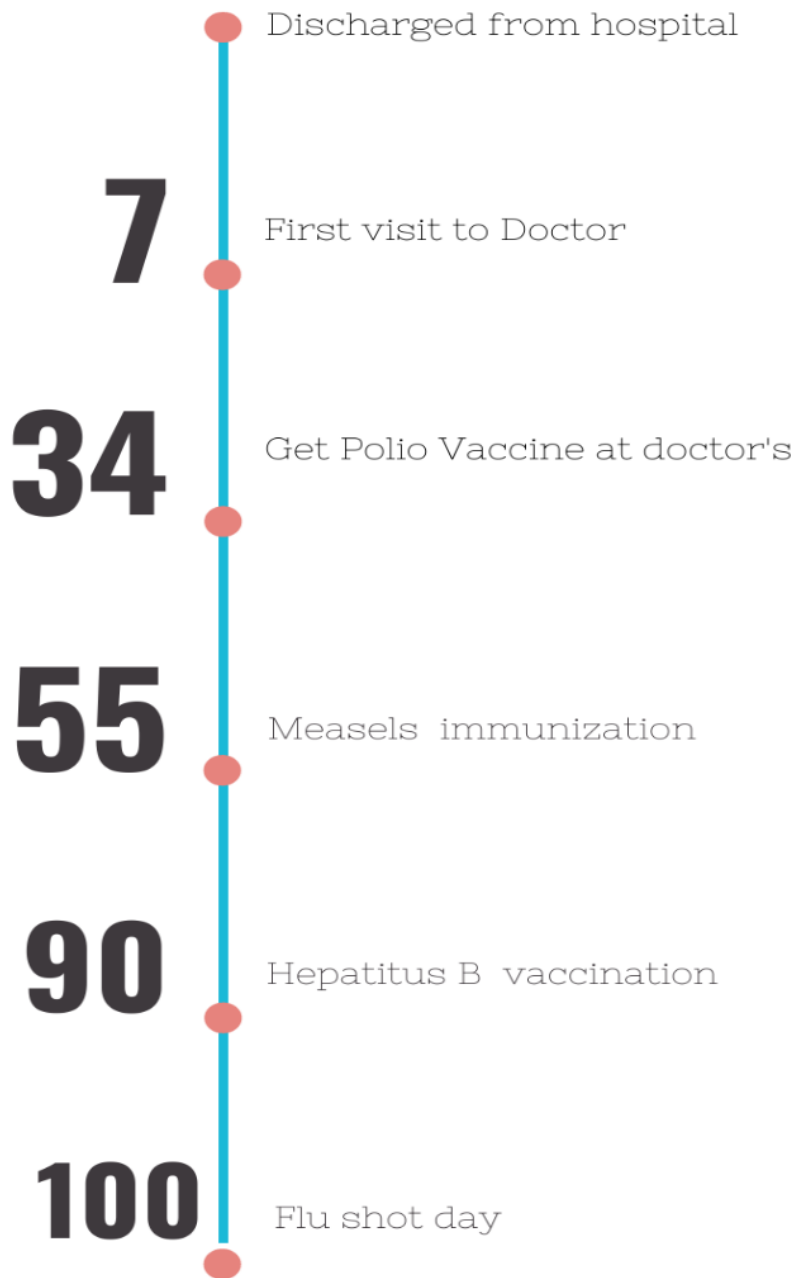 Discharged from hospital
7
First visit to Doctor
34
Get Polio Vaccine at doctor's
55
Measels immunization
90
Hepatitus B vaccination
100
Flu shot day